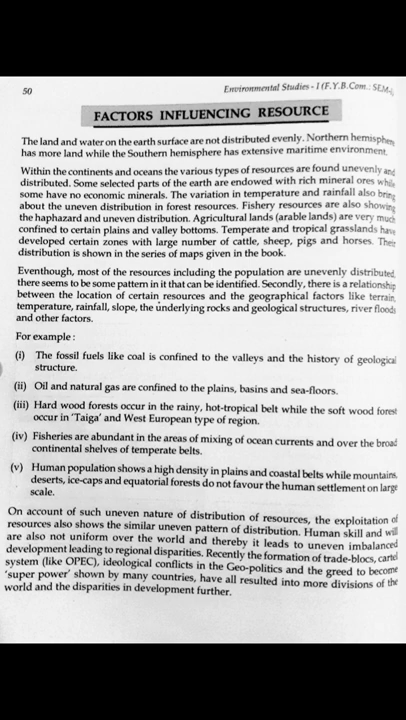 50
Environmental Studies - I (F.Y.B.Com.: SEM-
FACTORS INFLUENCING RESOURCE
The land and water on the earth surface are not distributed evenly. Northern hemisphere
has more land while the Southern hemisphere has extensive maritime environment.
Within the continents and oceans the various types of resources are found unevenly and
distributed. Some selected parts of the earth are endowed with rich mineral ores while
some have no economic minerals. The variation in temperature and rainfall also bring
about the uneven distribution in forest resources. Fishery resources are also showing
the haphazard and uneven distribution. Agricultural lands (arable lands) are very much
confined to certain plains and valley bottoms. Temperate and tropical grasslands have
developed certain zones with large number of cattle, sheep, pigs and horses. Their
distribution is shown in the series of maps given in the book.
Eventhough, most of the resources including the population are unevenly distributed,
there seems to be some pattern in it that can be identified. Secondly, there is a relationship
between the location of certain resources and the geographical factors like terrain,
temperature, rainfall, slope, the underlying rocks and geological structures, river floods
and other factors.
For example :
(i) The fossil fuels like coal is confined to the valleys and the history of geological
structure.
(ii) Oil and natural gas are confined to the plains, basins and sea-floors.
(iii) Hard wood forests occur in the rainy, hot-tropical belt while the soft wood forest
occur in 'Taiga' and West European type of region.
(iv) Fisheries are abundant in the areas of mixing of ocean currents and over the broad
continental shelves of temperate belts.
(v) Human population shows a high density in plains and coastal belts while mountains,
deserts, ice-caps and equatorial forests do not favour the human settlement on large
scale.
On account of such uneven nature of distribution of resources, the exploitation of
resources also shows the similar uneven pattern of distribution. Human skill and will
are also not uniform over the world and thereby it leads to uneven imbalanced
development leading to regional disparities. Recently the formation of trade-blocs, cartel
system (like OPEC), ideological conflicts in the Geo-politics and the greed to become
'super power' shown by many countries, have all resulted into more divisions of the
world and the disparities in development further.